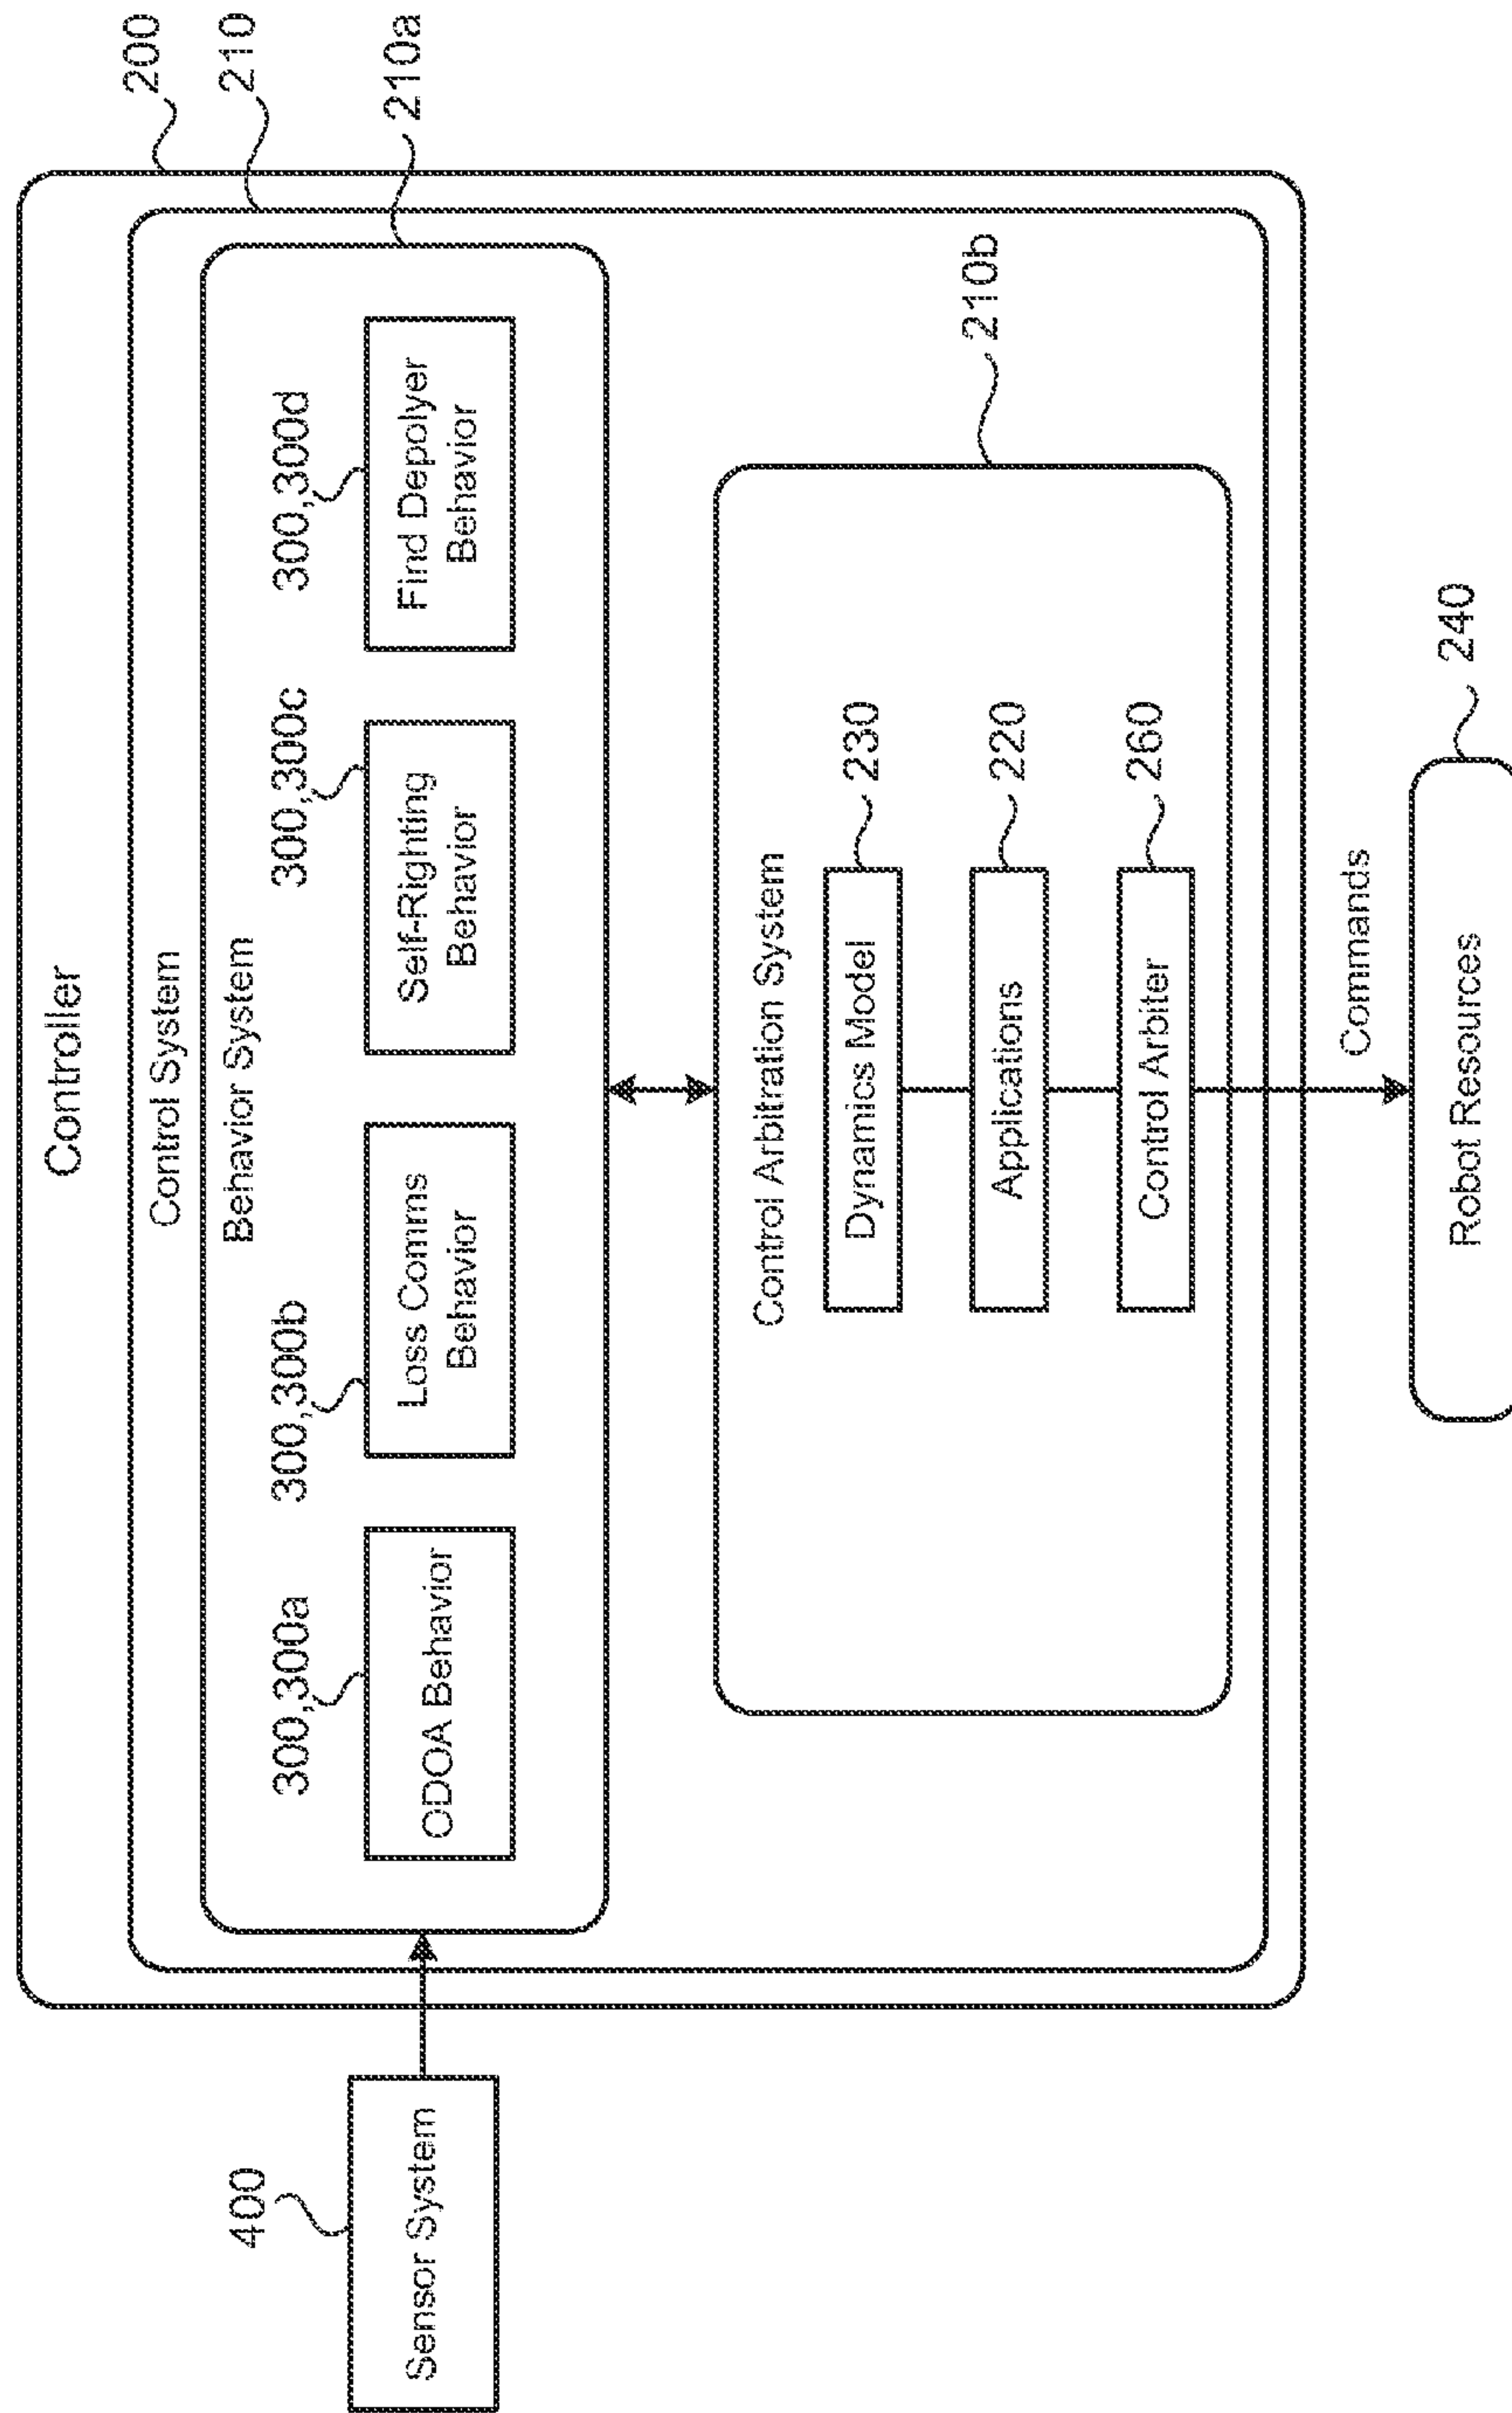 Controller
200
Control System
210
Behavior System
210a
300,300a
300,300b
300,300c
300,300d
ODOA Behavior
Loss Comms
Behavior
Self-Righting
Behavior
Find Depolyer
Behavior
400
Sensor System
Control Arbitration System
210b
Dynamics Model
230
Applications
220
Control Arbiter
260
Commands
Robot Resources
240